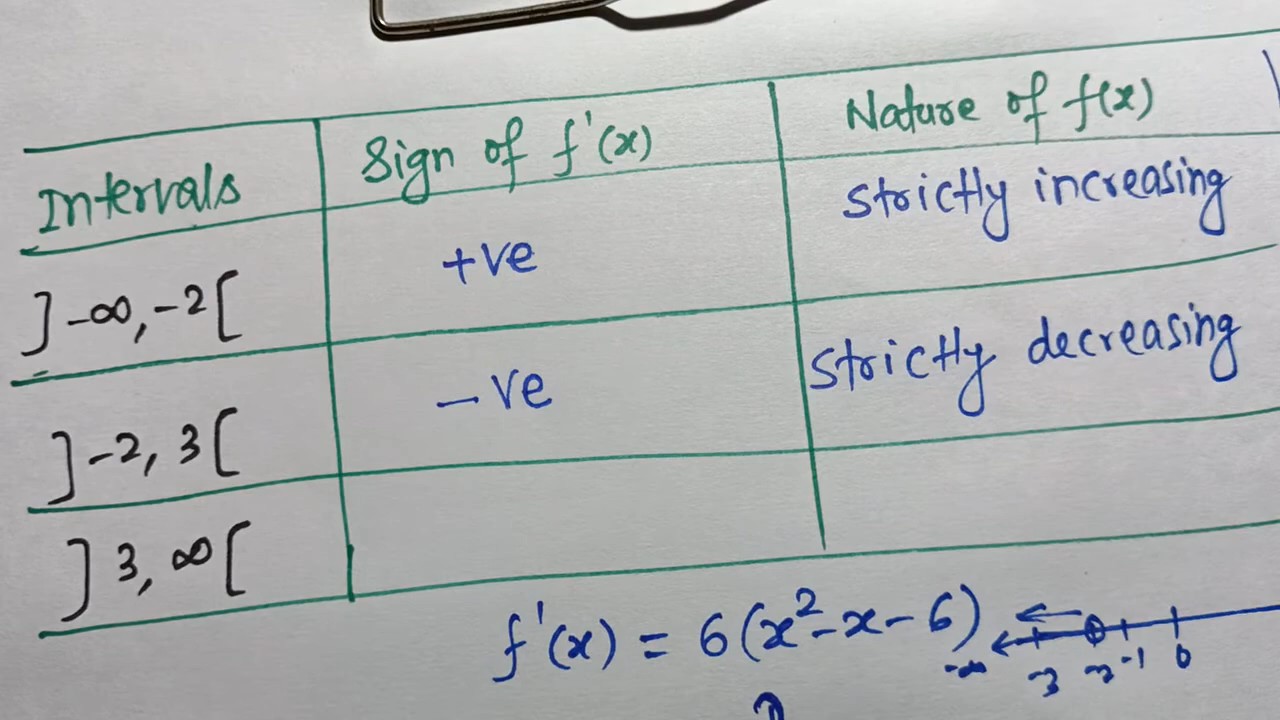 Intervals Sign of f'(x) Nature of f(x)
]-∞,-2[ +ve strictly increasing
]-2, 3[ -ve strictly decreasing
]3, ∞[
f'(x) = 6(x²-x-6)
-∞ -3 -2 -1 0